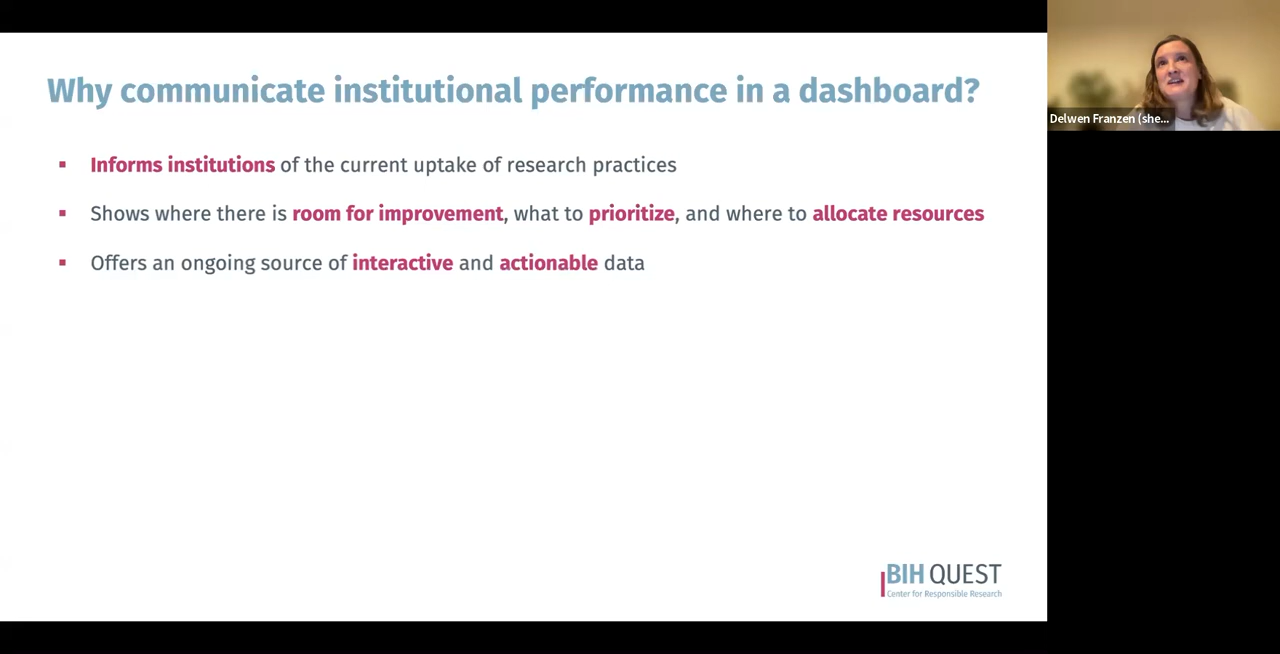 Why communicate institutional performance in a dashboard?
▪ Informs institutions of the current uptake of research practices
▪ Shows where there is room for improvement, what to prioritize, and where to allocate resources
▪ Offers an ongoing source of interactive and actionable data
BIH QUEST
Center for Responsible Research
Delwen Franzen (she...